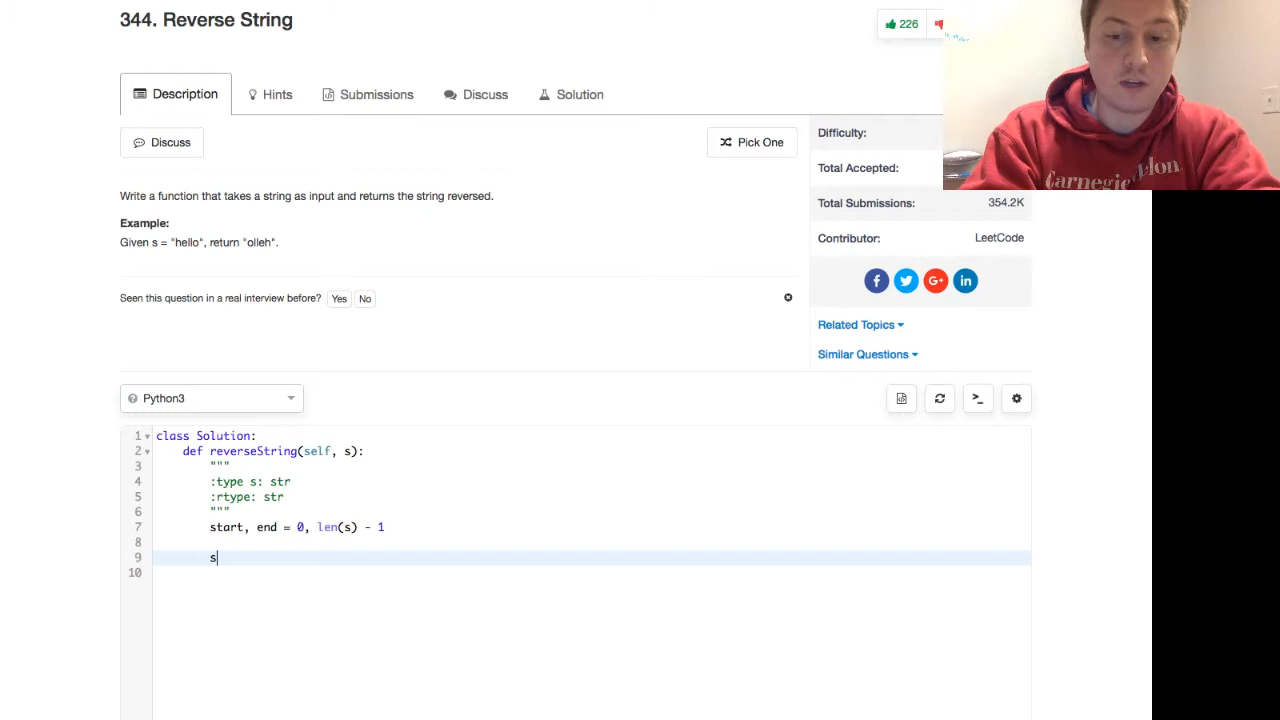 344. Reverse String
226
Description
Hints
Submissions
Discuss
Solution
Discuss
Pick One
Difficulty:
Total Accepted:
Total Submissions: 354.2K
Contributor: LeetCode
Write a function that takes a string as input and returns the string reversed.
Example:
Given s = "hello", return "olleh".
Seen this question in a real interview before? Yes No
Related Topics
Similar Questions
Python3
1 class Solution:
2 def reverseString(self, s):
3 """
4 :type s: str
5 :rtype: str
6 """
7 start, end = 0, len(s) - 1
8
9 s
10
Carnegie